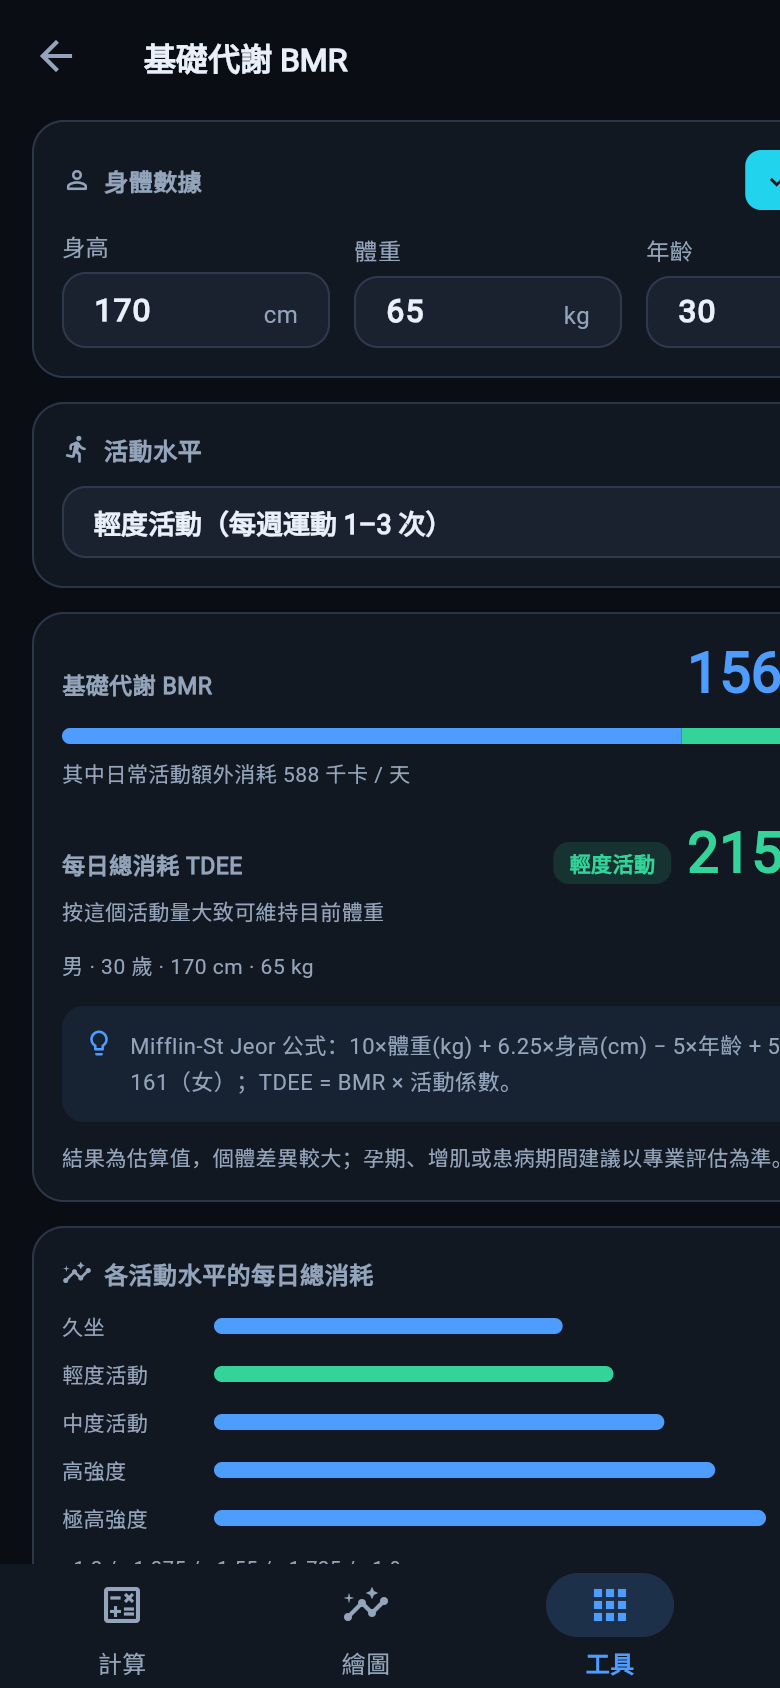 基礎代謝 BMR
身體數據
身高
體重
年齡
170 cm
65 kg
30
活動水平
輕度活動（每週運動 1–3 次）
基礎代謝 BMR
156
其中日常活動額外消耗 588 千卡 / 天
每日總消耗 TDEE
輕度活動
215
按這個活動量大致可維持目前體重
男 · 30 歲 · 170 cm · 65 kg
Mifflin-St Jeor 公式：10×體重(kg) + 6.25×身高(cm) − 5×年齡 + 5
161（女）；TDEE = BMR × 活動係數。
結果為估算值，個體差異較大；孕期、增肌或患病期間建議以專業評估為準。
各活動水平的每日總消耗
久坐
輕度活動
中度活動
高強度
極高強度
計算
繪圖
工具